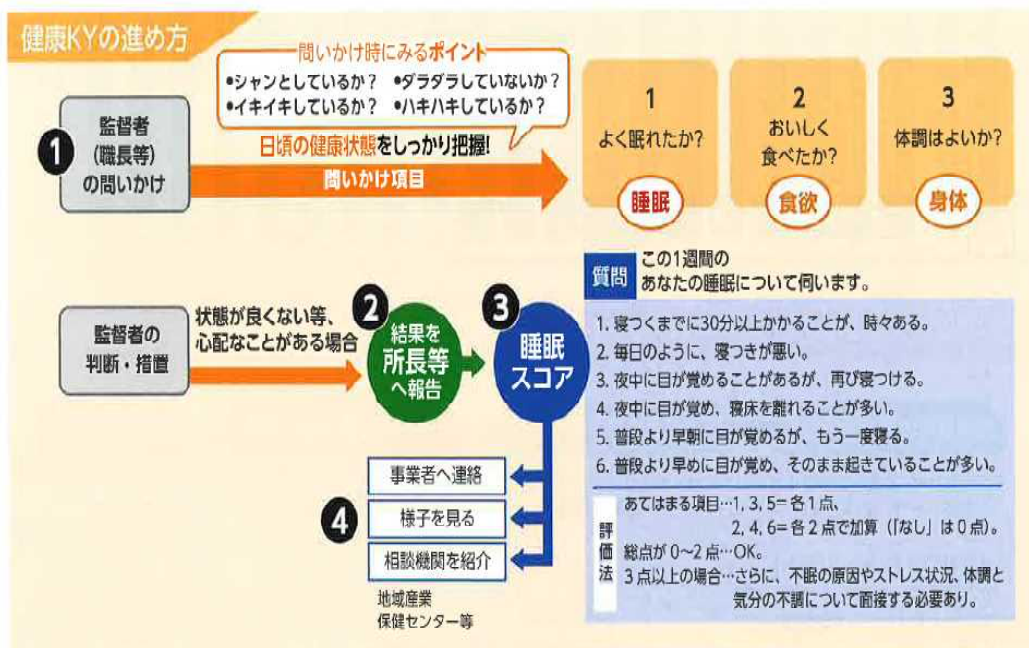 健康KYの進め方
問いかけ時にみるポイント
•シャンとしているか? •ダラダラしていないか?
•イキイキしているか? •ハキハキしているか?
日頃の健康状態をしっかり把握!
問いかけ項目
1
監督者
(職長等)
の問いかけ
1
よく眠れたか?
睡眠
2
おいしく
食べたか?
食欲
3
体調はよいか?
身体
監督者の
判断・措置
状態が良くない等、
心配なことがある場合
2
結果を
所長等
へ報告
3
睡眠
スコア
4
事業者へ連絡
様子を見る
相談機関を紹介
地域産業
保健センター等
質問
この1週間の
あなたの睡眠について伺います。
1. 寝つくまでに30分以上かかることが、時々ある。
2. 毎日のように、寝つきが悪い。
3. 夜中に目が覚めることがあるが、再び寝つける。
4. 夜中に目が覚め、寝床を離れることが多い。
5. 普段より早朝に目が覚めるが、もう一度寝る。
6. 普段より早めに目が覚め、そのまま起きていることが多い。
評価法
あてはまる項目…1, 3, 5=各1点、
2, 4, 6=各2点で加算(「なし」は0点)。
総点が0~2点…OK。
3点以上の場合…さらに、不眠の原因やストレス状況、体調と
気分の不調について面接する必要あり。